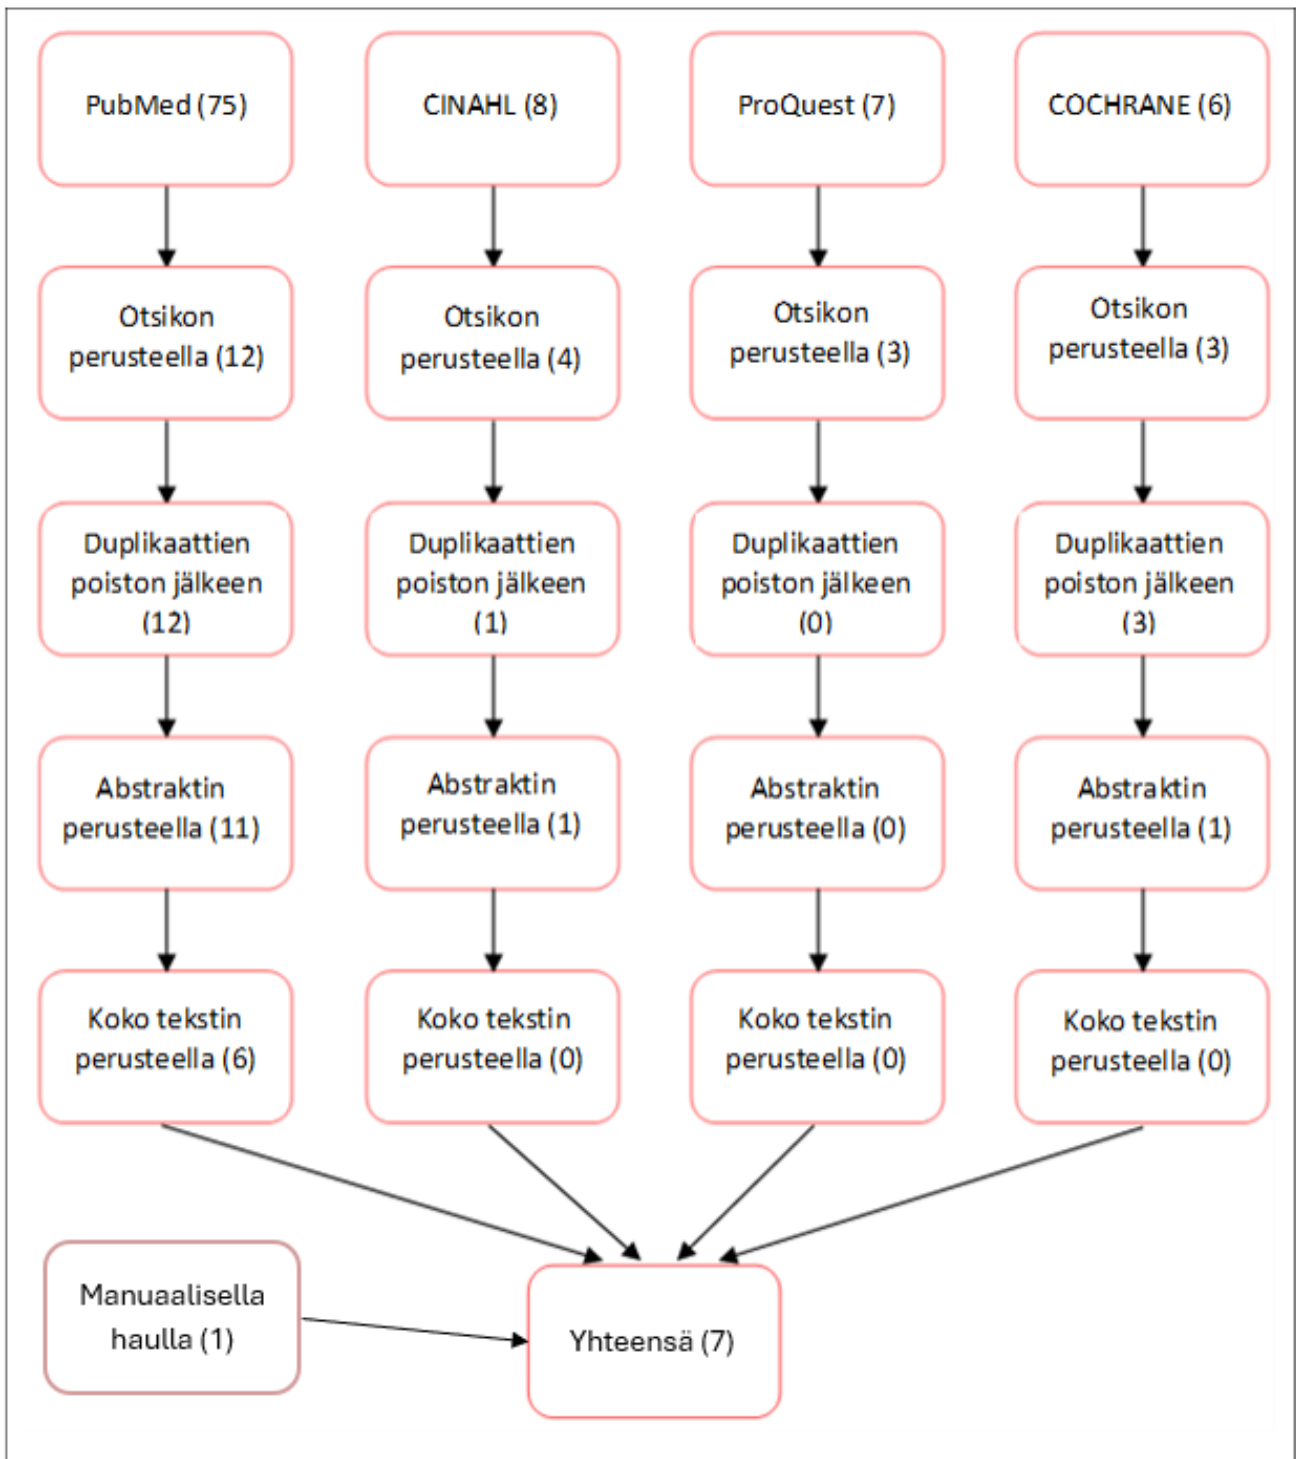 PubMed (75)
CINAHL (8)
ProQuest (7)
COCHRANE (6)
Otsikon
perusteella (12)
Otsikon
perusteella (4)
Otsikon
perusteella (3)
Otsikon
perusteella (3)
Duplikaattien
poiston jälkeen
(12)
Duplikaattien
poiston jälkeen
(1)
Duplikaattien
poiston jälkeen
(0)
Duplikaattien
poiston jälkeen
(3)
Abstraktin
perusteella (11)
Abstraktin
perusteella (1)
Abstraktin
perusteella (0)
Abstraktin
perusteella (1)
Koko tekstin
perusteella (6)
Koko tekstin
perusteella (0)
Koko tekstin
perusteella (0)
Koko tekstin
perusteella (0)
Manuaalisella
haulla (1)
Yhteensä (7)